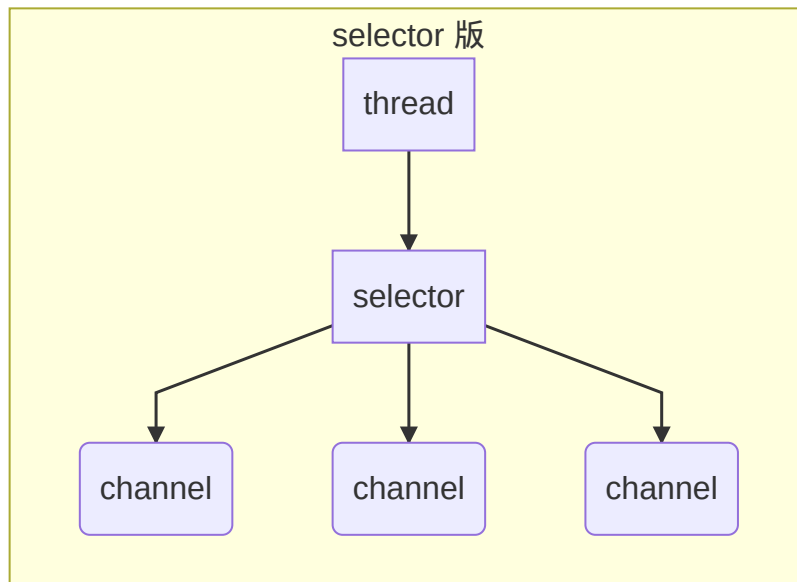 selector 版
thread
selector
channel
channel
channel